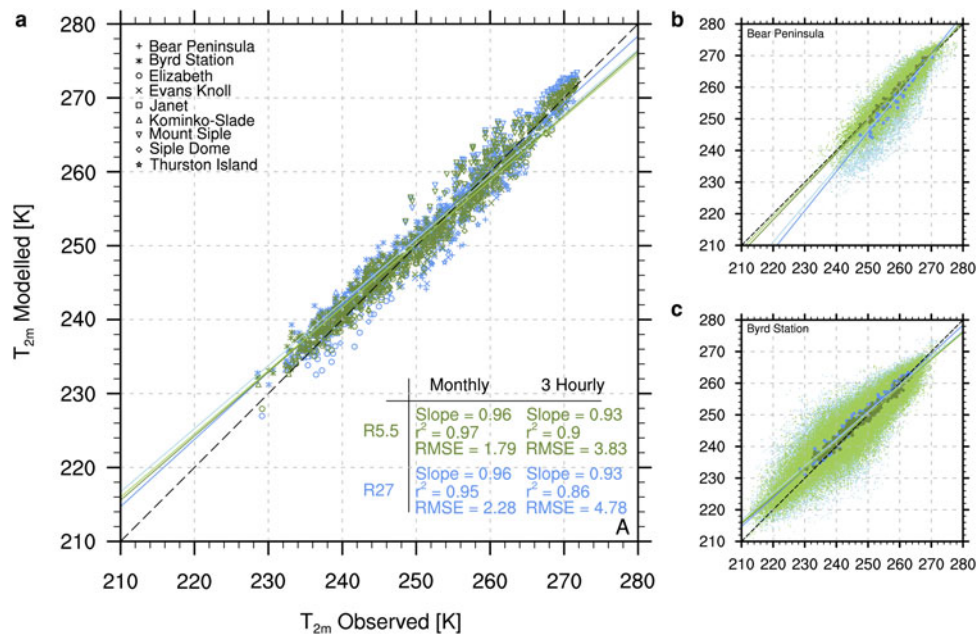 a
Bear Peninsula
Byrd Station
Elizabeth
Evans Knoll
Janet
Kominko-Slade
Mount Siple
Siple Dome
Thurston Island
280
270
260
250
240
230
220
210
T2m Modelled [K]
Monthly 3 Hourly
R5.5
Slope = 0.96 Slope = 0.93
r² = 0.97 r² = 0.9
RMSE = 1.79 RMSE = 3.83
R27
Slope = 0.96 Slope = 0.93
r² = 0.95 r² = 0.86
RMSE = 2.28 RMSE = 4.78
A
210 220 230 240 250 260 270 280
T2m Observed [K]
b
Bear Peninsula
280
270
260
250
240
230
220
210
210 220 230 240 250 260 270 280
c
Byrd Station
280
270
260
250
240
230
220
210
210 220 230 240 250 260 270 280